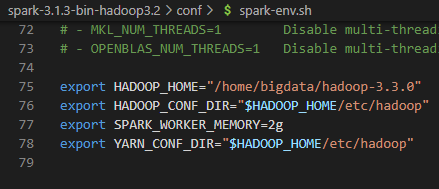 spark-3.1.3-bin-hadoop3.2 > conf > $ spark-env.sh
72 # - MKL_NUM_THREADS=1 Disable multi-thread
73 # - OPENBLAS_NUM_THREADS=1 Disable multi-thread
74
75 export HADOOP_HOME="/home/bigdata/hadoop-3.3.0"
76 export HADOOP_CONF_DIR="$HADOOP_HOME/etc/hadoop"
77 export SPARK_WORKER_MEMORY=2g
78 export YARN_CONF_DIR="$HADOOP_HOME/etc/hadoop"
79